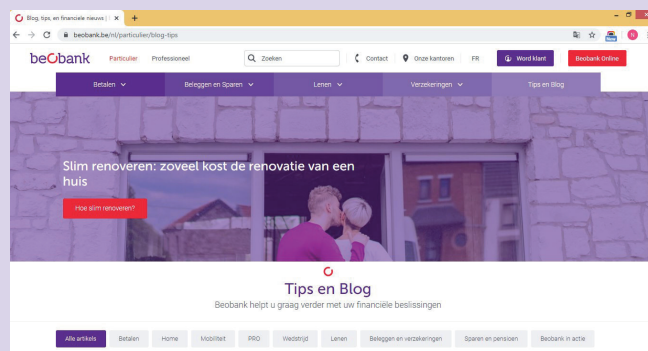 Blog, tips, en financiele nieuws |
beobank.be/nl/particulier/blog-tips
New
N
beobank
Particulier
Professioneel
Zoeken
Contact
Onze kantoren
FR
Word klant
Beobank Online
Betalen
Beleggen en Sparen
Lenen
Verzekeringen
Tips en Blog
Slim renoveren: zoveel kost de renovatie van een
huis
Hoe slim renoveren?
Tips en Blog
Beobank helpt u graag verder met uw financiële beslissingen
Alle artikels
Betalen
Home
Mobiliteit
PRO
Wedstrijd
Lenen
Beleggen en verzekeringen
Sparen en pensioen
Beobank in actie